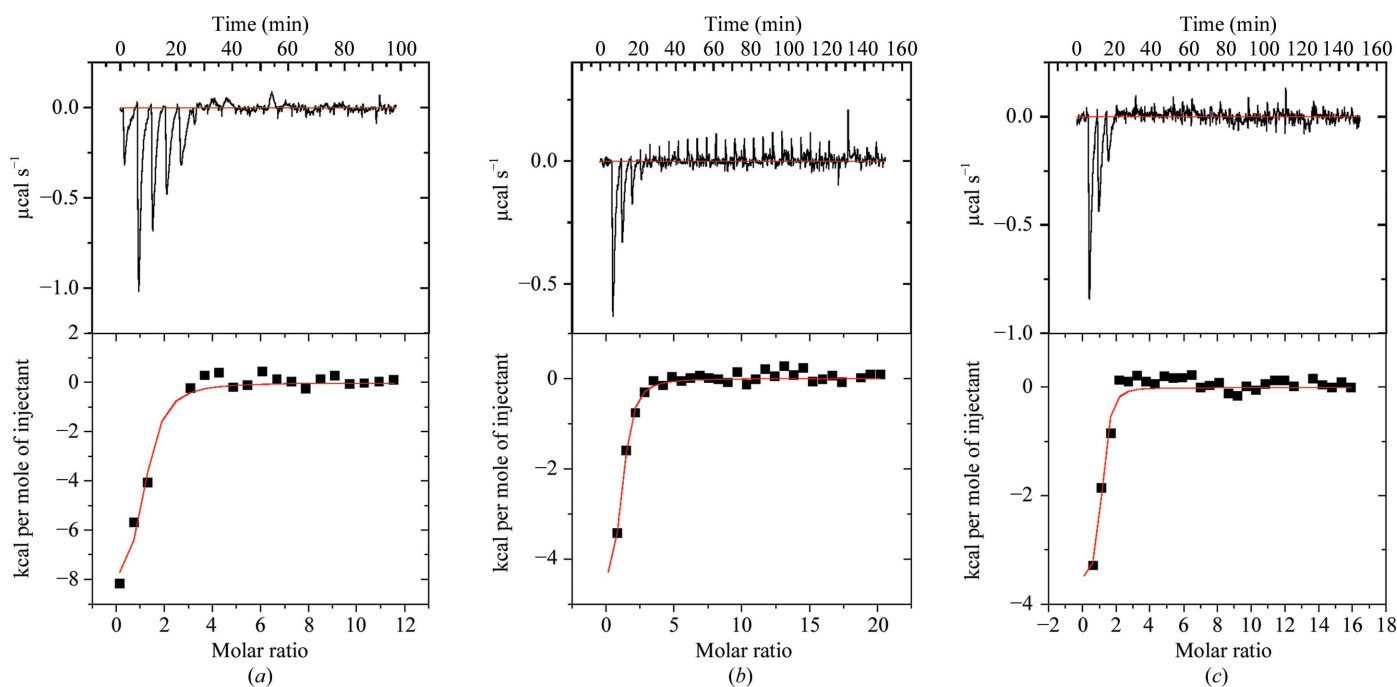 Time (min)
0 20 40 60 80 100
0.0
−0.5
−1.0
µcal s⁻¹
2
0
−2
−4
−6
−8
kcal per mole of injectant
0 2 4 6 8 10 12
Molar ratio
(a)
Time (min)
0 20 40 60 80 100 120 140 160
0.0
−0.5
µcal s⁻¹
0
−2
−4
kcal per mole of injectant
0 5 10 15 20
Molar ratio
(b)
Time (min)
0 20 40 60 80 100 120 140 160
0.0
−0.5
−1.0
µcal s⁻¹
0
−2
−4
kcal per mole of injectant
−2 0 2 4 6 8 10 12 14 16 18
Molar ratio
(c)